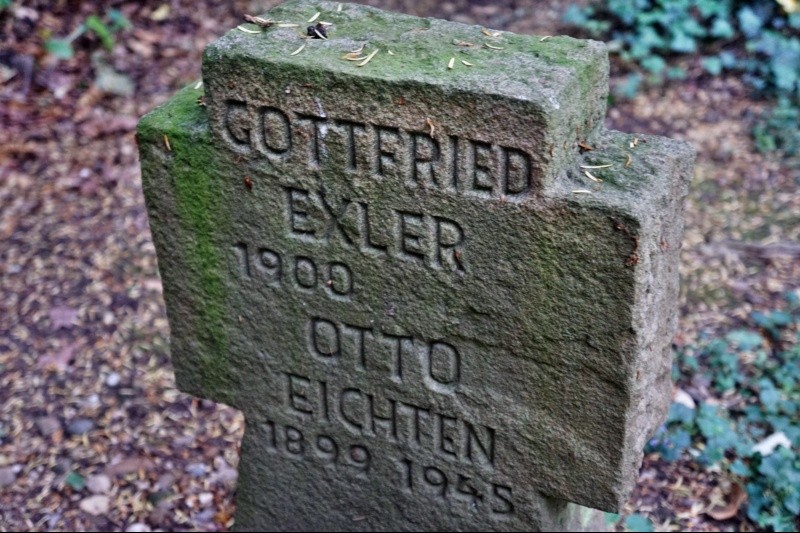 GOTTFRIED
EXLER
1900
OTTO
EICHTEN
1899 1945